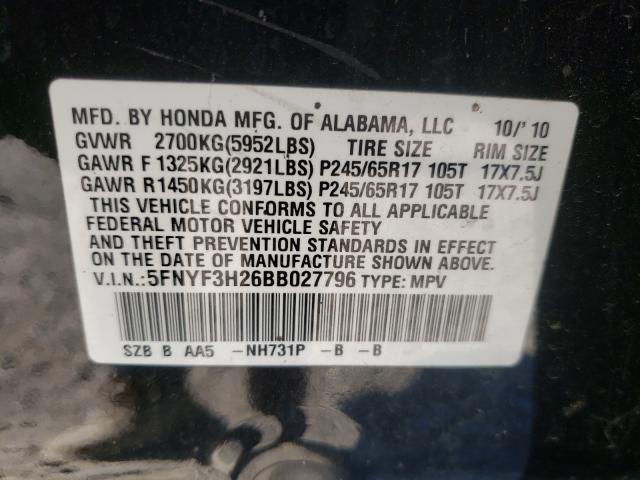 MFD. BY HONDA MFG. OF ALABAMA, LLC 10/'10
GVWR 2700KG(5952LBS) TIRE SIZE RIM SIZE
GAWR F 1325KG(2921LBS) P245/65R17 105T 17X7.5J
GAWR R1450KG(3197LBS) P245/65R17 105T 17X7.5J
THIS VEHICLE CONFORMS TO ALL APPLICABLE
FEDERAL MOTOR VEHICLE SAFETY
AND THEFT PREVENTION STANDARDS IN EFFECT
ON THE DATE OF MANUFACTURE SHOWN ABOVE.
V.I.N.:5FNYF3H26BB027796 TYPE: MPV
SZB B AA5 -NH731P -B -B